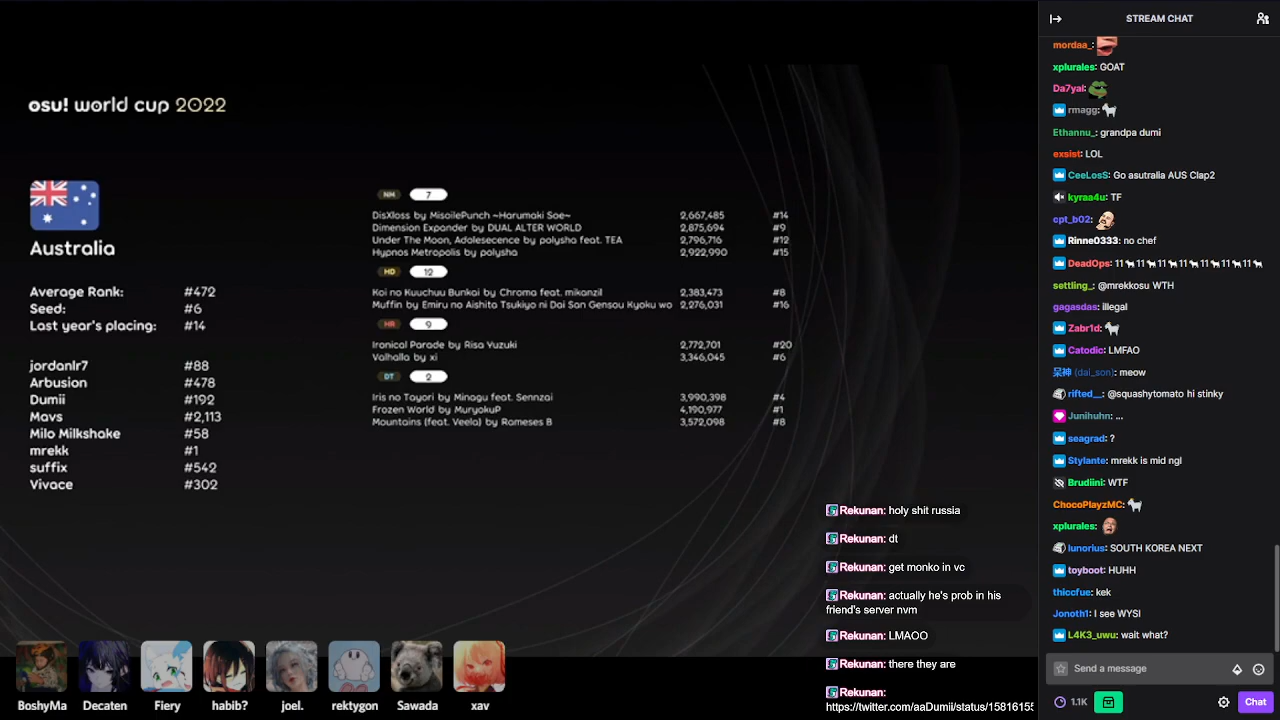 osu! world cup 2022
Australia
Average Rank: #472
Seed: #6
Last year's placing: #14
jordanlr7 #88
Arbusion #478
Dumii #192
Mavs #2,113
Milo Milkshake #58
mrekk #1
suffix #542
Vivace #302
NM 7
DisXloss by MisoilePunch ~Harumaki Soe~ 2,667,485 #14
Dimension Expander by DUAL ALTER WORLD 2,875,694 #9
Under The Moon, Adolesecence by polysha feat. TEA 2,796,716 #12
Hypnos Metropolis by polysha 2,922,990 #15
HD 12
Koi no Kuuchuu Bunkai by Chroma feat. mikanzil 2,383,473 #8
Muffin by Emiru no Aishita Tsukiyo ni Dai San Gensou Kyoku wo 2,276,031 #16
HR 9
Ironical Parade by Risa Yuzuki 2,772,701 #20
Valhalla by xi 3,346,045 #6
DT 2
Iris no Tayori by Minagu feat. Sennzai 3,990,398 #4
Frozen World by MuryokuP 4,190,977 #1
Mountains (feat. Veela) by Rameses B 3,572,098 #8
Rekunan: holy shit russia
Rekunan: dt
Rekunan: get monko in vc
Rekunan: actually he's prob in his
friend's server nvm
Rekunan: LMAOO
Rekunan: there they are
Rekunan:
https://twitter.com/aaDumii/status/15816155
BoshyMa Decaten Fiery habib? joel. rektygon Sawada xav
STREAM CHAT
mordaa_:
xplurales: GOAT
Da7yal:
rmagg:
Ethannu_: grandpa dumi
exsist: LOL
CeeLosS: Go asutralia AUS Clap2
kyraa4u: TF
cpt_b02:
Rinne0333: no chef
DeadOps: 11 11 11 11 11 11 11 11
settling_: @mrekkosu WTH
gagasdas: illegal
Zabr1d:
Catodic: LMFAO
呆神 (dal_son): meow
rifted__: @squashytomato hi stinky
Junihuhn: ...
seagrad: ?
Stylante: mrekk is mid ngl
Brudiini: WTF
ChocoPlayzMC:
xplurales:
lunorius: SOUTH KOREA NEXT
toyboot: HUHH
thiccfue: kek
Jonoth1: I see WYSI
L4K3_uwu: wait what?
Send a message
1.1K
Chat